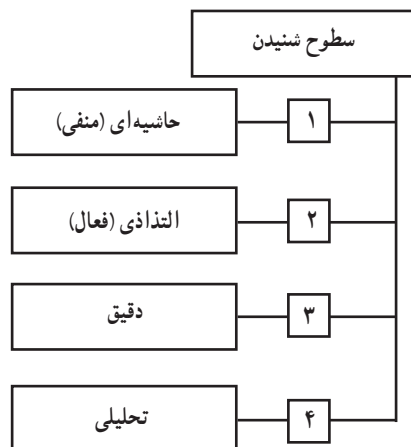 سطوح شنیدن
۱
حاشیه‌ای (منفی)
۲
التذاذی (فعال)
۳
دقیق
۴
تحلیلی